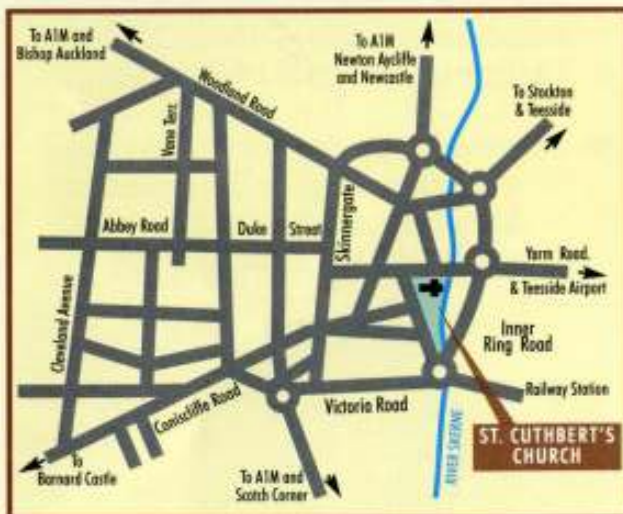 To A1M and
Bishop Auckland
Woodland Road
To A1M
Newton Aycliffe
and Newcastle
To Stockton
& Teesside
Vane Terr.
Abbey Road
Duke Street
Skinnergate
Yarm Road.
& Teesside Airport
Cleveland Avenue
Inner
Ring Road
Coniscliffe Road
Victoria Road
Railway Station
To
Barnard Castle
To A1M and
Scotch Corner
RIVER SKERNE
ST. CUTHBERT'S
CHURCH